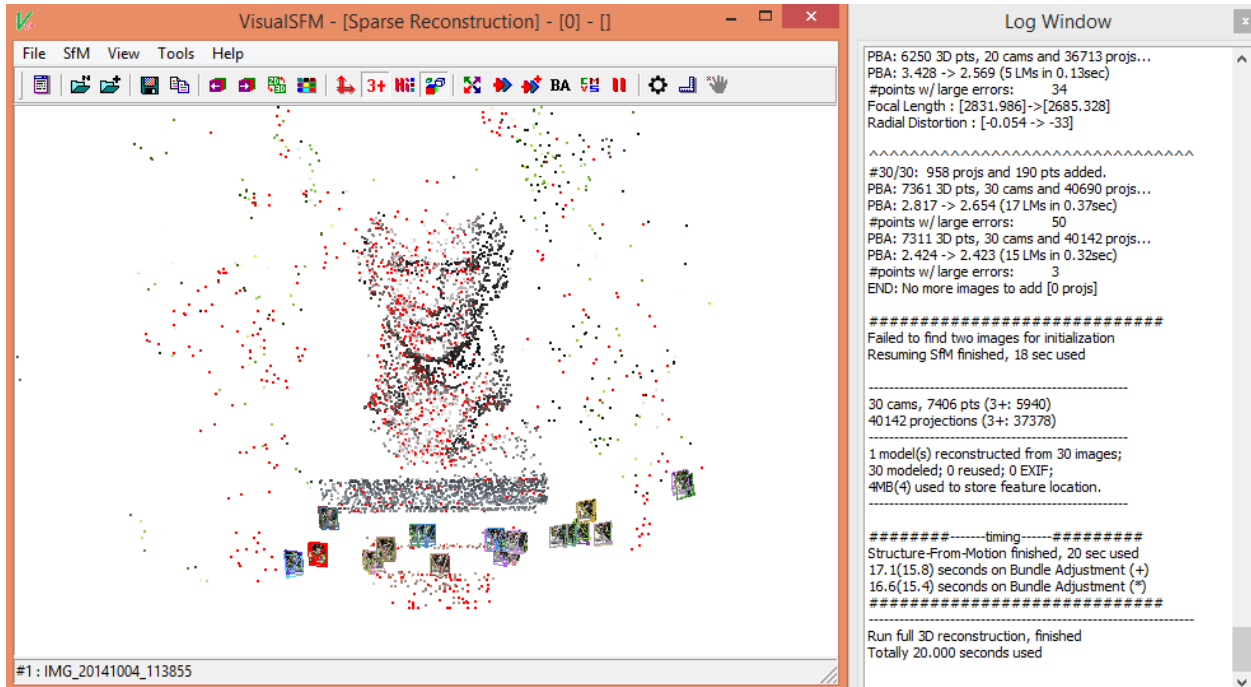 VisualSFM - [Sparse Reconstruction] - [0] - []
File SfM View Tools Help
3+ BA
#1 : IMG_20141004_113855
Log Window
PBA: 6250 3D pts, 20 cams and 36713 projs...
PBA: 3.428 -> 2.569 (5 LMs in 0.13sec)
#points w/ large errors: 34
Focal Length : [2831.986]->[2685.328]
Radial Distortion : [-0.054 -> -33]
^^^^^^^^^^^^^^^^^^^^^^^^^^^^^^^^
#30/30: 958 projs and 190 pts added.
PBA: 7361 3D pts, 30 cams and 40690 projs...
PBA: 2.817 -> 2.654 (17 LMs in 0.37sec)
#points w/ large errors: 50
PBA: 7311 3D pts, 30 cams and 40142 projs...
PBA: 2.424 -> 2.423 (15 LMs in 0.32sec)
#points w/ large errors: 3
END: No more images to add [0 projs]
#############################
Failed to find two images for initialization
Resuming SfM finished, 18 sec used
----------------------------------------------------------------
30 cams, 7406 pts (3+: 5940)
40142 projections (3+: 37378)
----------------------------------------------------------------
1 model(s) reconstructed from 30 images;
30 modeled; 0 reused; 0 EXIF;
4MB(4) used to store feature location.
----------------------------------------------------------------
########-------timing------#########
Structure-From-Motion finished, 20 sec used
17.1(15.8) seconds on Bundle Adjustment (+)
16.6(15.4) seconds on Bundle Adjustment (*)
#############################
--------------------------------------------------------------------------------
Run full 3D reconstruction, finished
Totally 20.000 seconds used